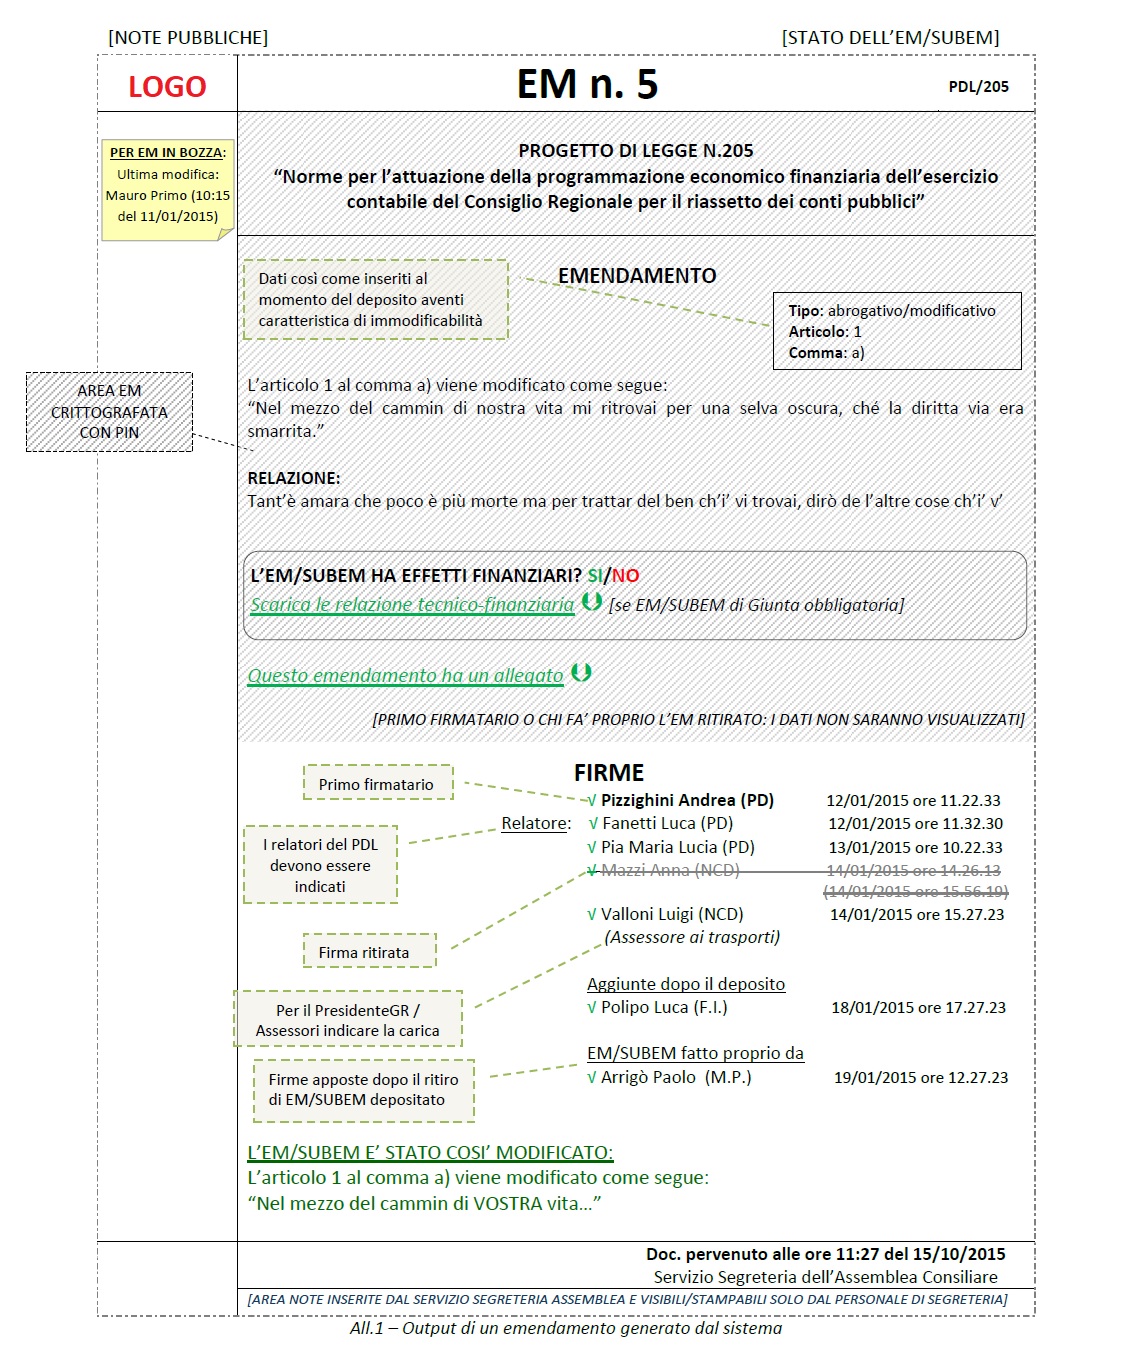 [NOTE PUBBLICHE]
[STATO DELL'EM/SUBEM]
LOGO
EM n. 5
PDL/205
PER EM IN BOZZA:
Ultima modifica:
Mauro Primo (10:15
del 11/01/2015)
PROGETTO DI LEGGE N.205
“Norme per l'attuazione della programmazione economico finanziaria dell'esercizio
contabile del Consiglio Regionale per il riassetto dei conti pubblici”
Dati così come inseriti al
momento del deposito aventi
caratteristica di immodificabilità
EMENDAMENTO
Tipo: abrogativo/modificativo
Articolo: 1
Comma: a)
AREA EM
CRITTOGRAFATA
CON PIN
L'articolo 1 al comma a) viene modificato come segue:
“Nel mezzo del cammin di nostra vita mi ritrovai per una selva oscura, ché la diritta via era
smarrita.”
RELAZIONE:
Tant'è amara che poco è più morte ma per trattar del ben ch'i' vi trovai, dirò de l'altre cose ch'i' v'
L'EM/SUBEM HA EFFETTI FINANZIARI? SI/NO
Scarica le relazione tecnico-finanziaria [se EM/SUBEM di Giunta obbligatoria]
Questo emendamento ha un allegato
[PRIMO FIRMATARIO O CHI FA' PROPRIO L'EM RITIRATO: I DATI NON SARANNO VISUALIZZATI]
FIRME
Primo firmatario
√ Pizzighini Andrea (PD) 12/01/2015 ore 11.22.33
Relatore: √ Fanetti Luca (PD) 12/01/2015 ore 11.32.30
I relatori del PDL
devono essere
indicati
√ Pia Maria Lucia (PD) 13/01/2015 ore 10.22.33
√ Mazzi Anna (NCD) 14/01/2015 ore 14.26.13
(14/01/2015 ore 15.56.19)
√ Valloni Luigi (NCD) 14/01/2015 ore 15.27.23
(Assessore ai trasporti)
Firma ritirata
Aggiunte dopo il deposito
√ Polipo Luca (F.I.) 18/01/2015 ore 17.27.23
Per il PresidenteGR /
Assessori indicare la carica
EM/SUBEM fatto proprio da
√ Arrigò Paolo (M.P.) 19/01/2015 ore 12.27.23
Firme apposte dopo il ritiro
di EM/SUBEM depositato
L'EM/SUBEM E' STATO COSI' MODIFICATO:
L'articolo 1 al comma a) viene modificato come segue:
“Nel mezzo del cammin di VOSTRA vita…”
Doc. pervenuto alle ore 11:27 del 15/10/2015
Servizio Segreteria dell'Assemblea Consiliare
[AREA NOTE INSERITE DAL SERVIZIO SEGRETERIA ASSEMBLEA E VISIBILI/STAMPABILI SOLO DAL PERSONALE DI SEGRETERIA]
All.1 – Output di un emendamento generato dal sistema